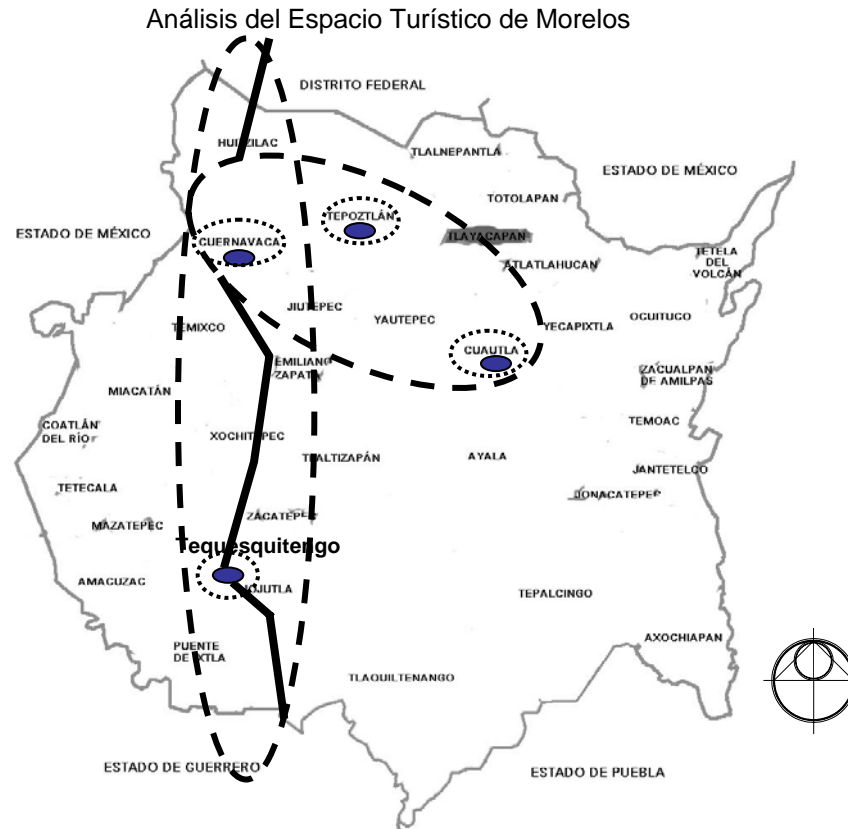 Análisis del Espacio Turístico de Morelos
DISTRITO FEDERAL
HUITZILAC
TLALNEPANTLA
ESTADO DE MÉXICO
TOTOLAPAN
TEPOZTLÁN
ESTADO DE MÉXICO
CUERNAVACA
TLAYACAPAN
TETELA
DEL
VOLCÁN
ATLATLAHUCAN
JIUTEPEC
YAUTEPEC
TEMIXCO
YECAPIXTLA
OCUITUCO
CUAUTLA
EMILIANO
ZAPATA
ZACUALPAN
DE AMILPAS
MIACATÁN
TEMOAC
COATLÁN
DEL RÍO
XOCHITEPEC
TLALTIZAPÁN
AYALA
JANTETELCO
TETECALA
JONACATEPEC
MAZATEPEC
ZACATEPEC
Tequesquitengo
AMACUZAC
JOJUTLA
TEPALCINGO
AXOCHIAPAN
PUENTE
DE IXTLA
TLAQUILTENANGO
ESTADO DE GUERRERO
ESTADO DE PUEBLA